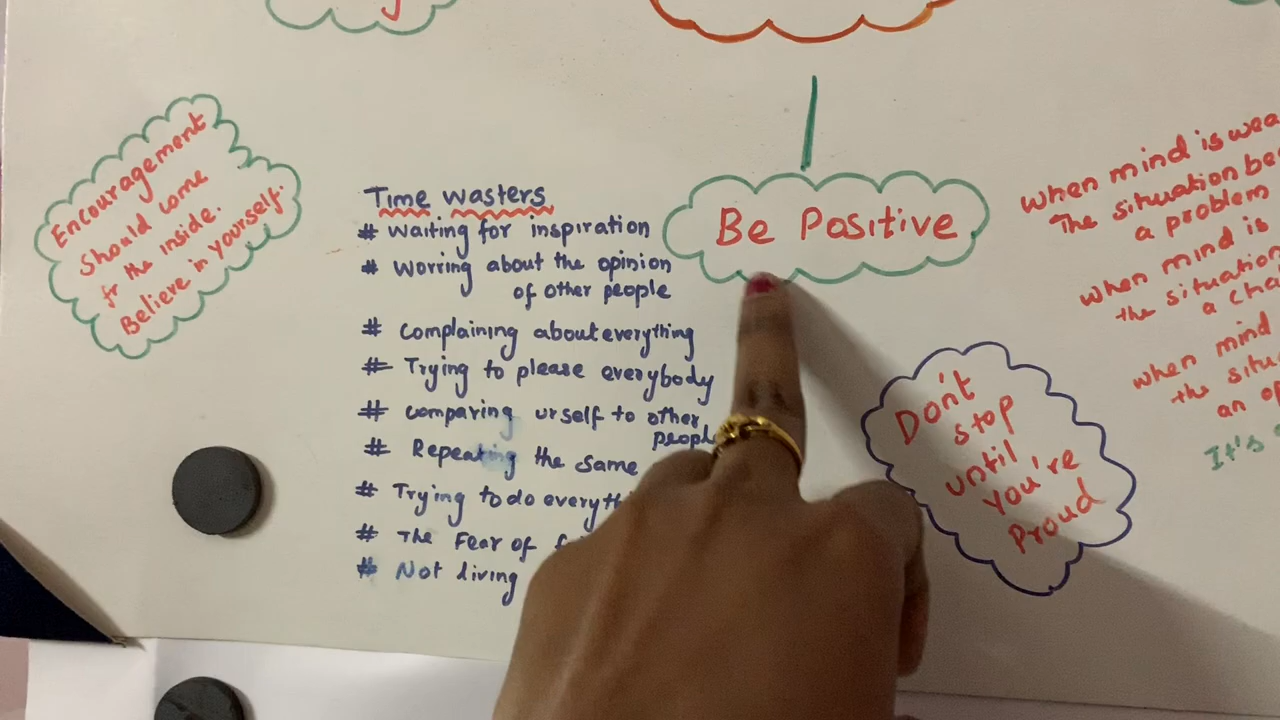 Encouragement
Should come
fr the inside.
Believe in yourself.
Time wasters
# waiting for inspiration
# Worring about the opinion
of other people
# Complaining about everything
# Trying to please everybody
# Comparing urself to other
peopl
# Repeating the same
# Trying to do everythi
# The Fear of
# Not living
Be Positive
Don't
stop
until
you're
Proud
when mind is wea
The situation be
a problem
when mind is
the situation
a cha
when mind
the situ
an op
It's